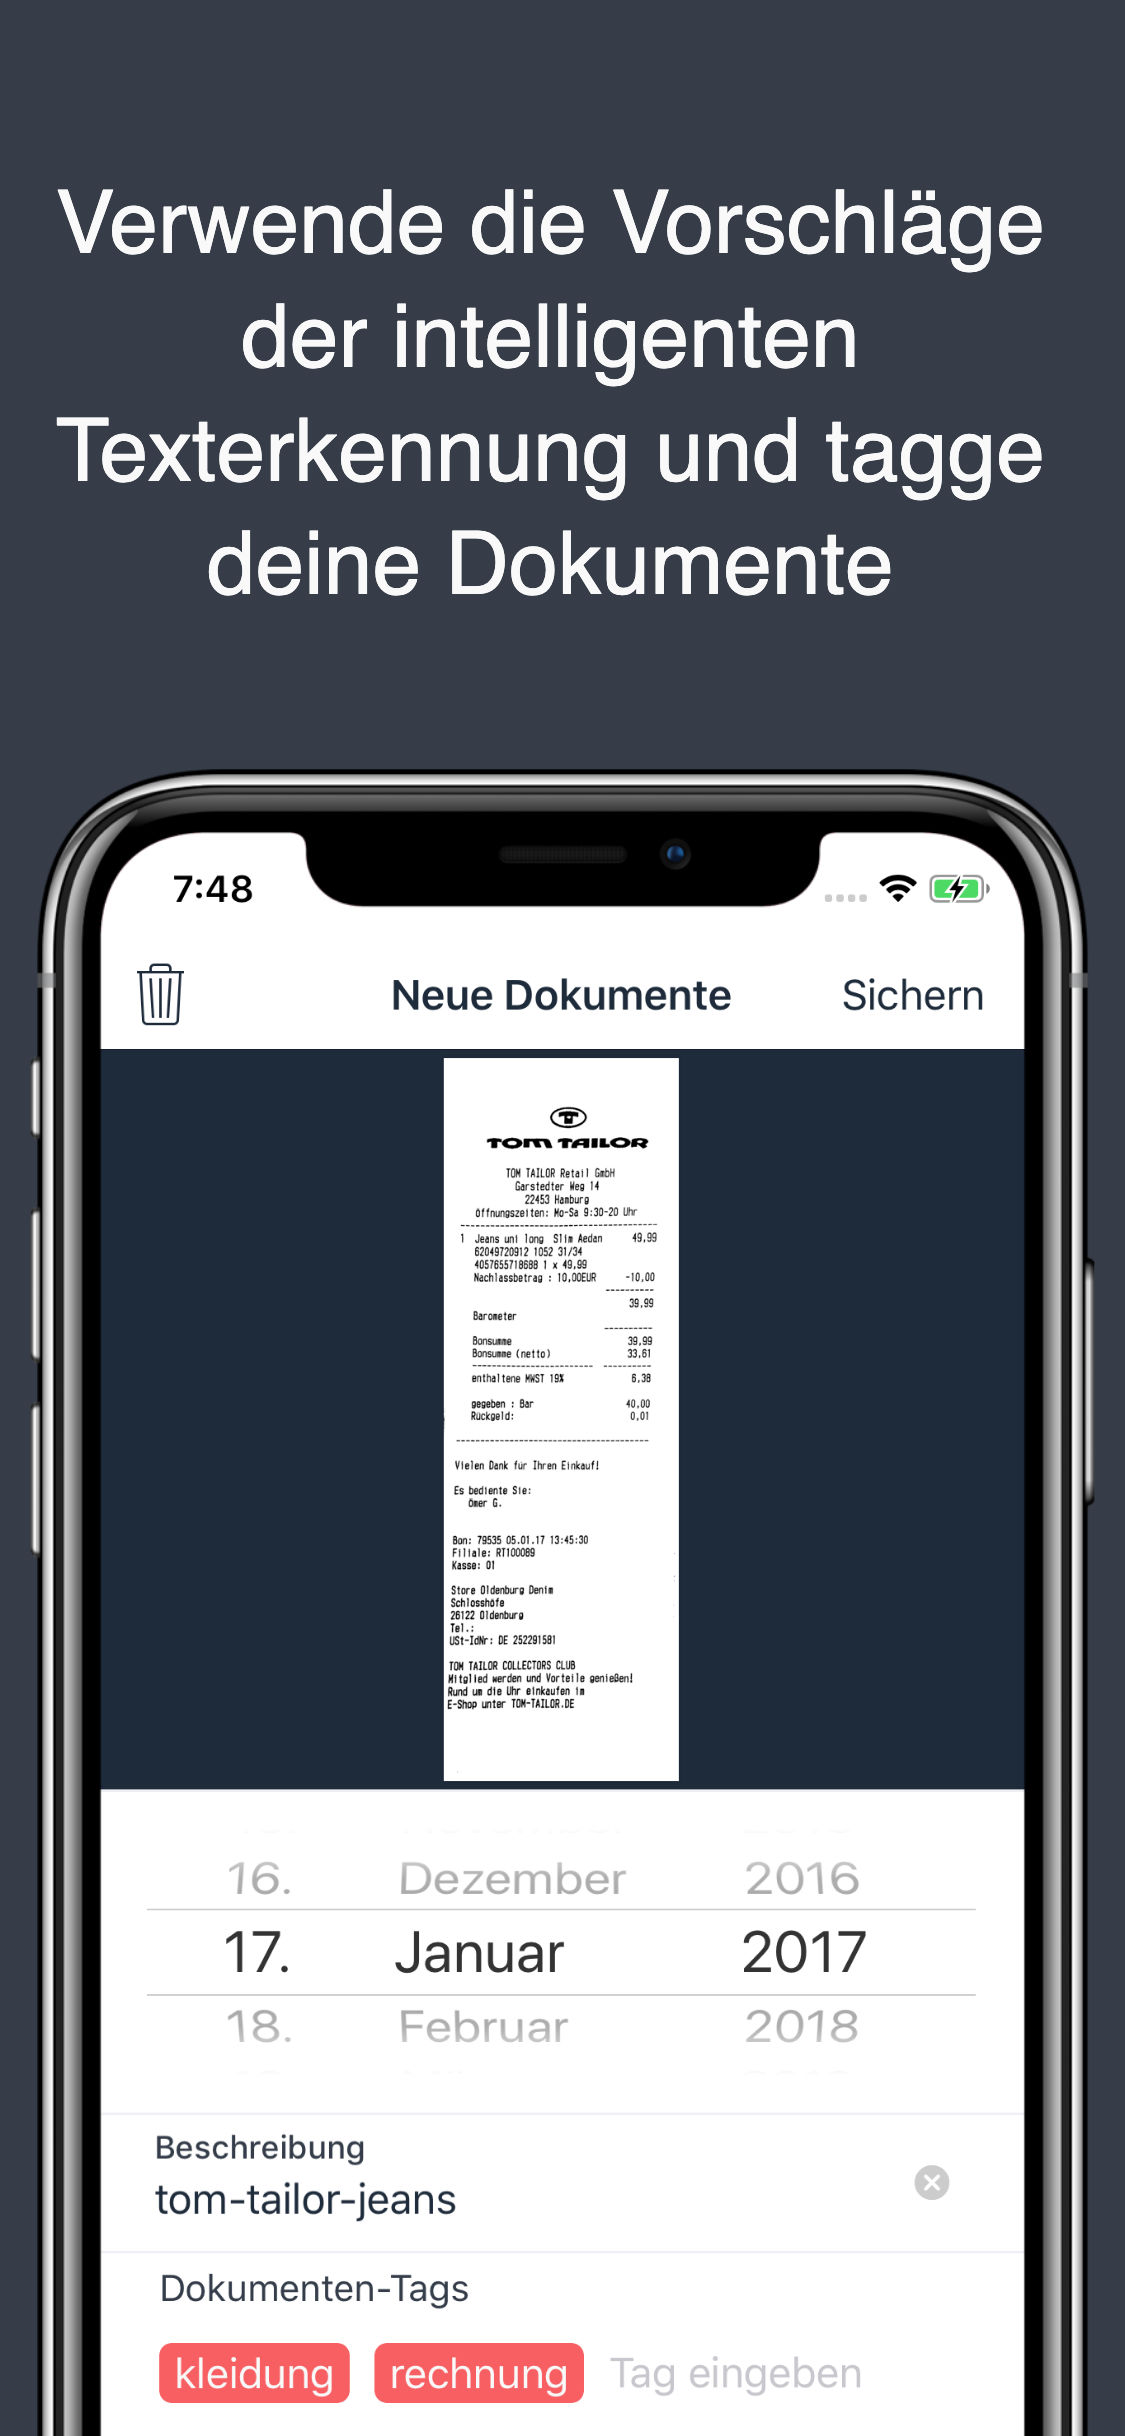 Verwende die Vorschläge
der intelligenten
Texterkennung und tagge
deine Dokumente
7:48
Neue Dokumente
Sichern
TOM TAILOR
TOM TAILOR Retail GmbH
Garstedter Weg 14
22453 Hamburg
Öffnungszeiten: Mo-Sa 9:30-20 Uhr
1 Jeans uni long Slim Aedan 49,99
62049720912 1052 31/34
4057655718688 1 x 49,99
Nachlassbetrag : 10,00EUR -10,00
39,99
Barometer
Bonsumme 39,99
Bonsumme (netto) 33,61
enthaltene MWST 19% 6,38
gegeben : Bar 40,00
Rückgeld: 0,01
Vielen Dank für Ihren Einkauf!
Es bediente Sie:
Ömer G.
Bon: 79535 05.01.17 13:45:30
Filiale: RT100089
Kasse: 01
Store Oldenburg Denim
Schlosshöfe
26122 Oldenburg
Tel.:
USt-IdNr: DE 252291581
TOM TAILOR COLLECTORS CLUB
Mitglied werden und Vorteile genießen!
Rund um die Uhr einkaufen im
E-Shop unter TOM-TAILOR.DE
16. Dezember 2016
17. Januar 2017
18. Februar 2018
Beschreibung
tom-tailor-jeans
Dokumenten-Tags
kleidung rechnung Tag eingeben